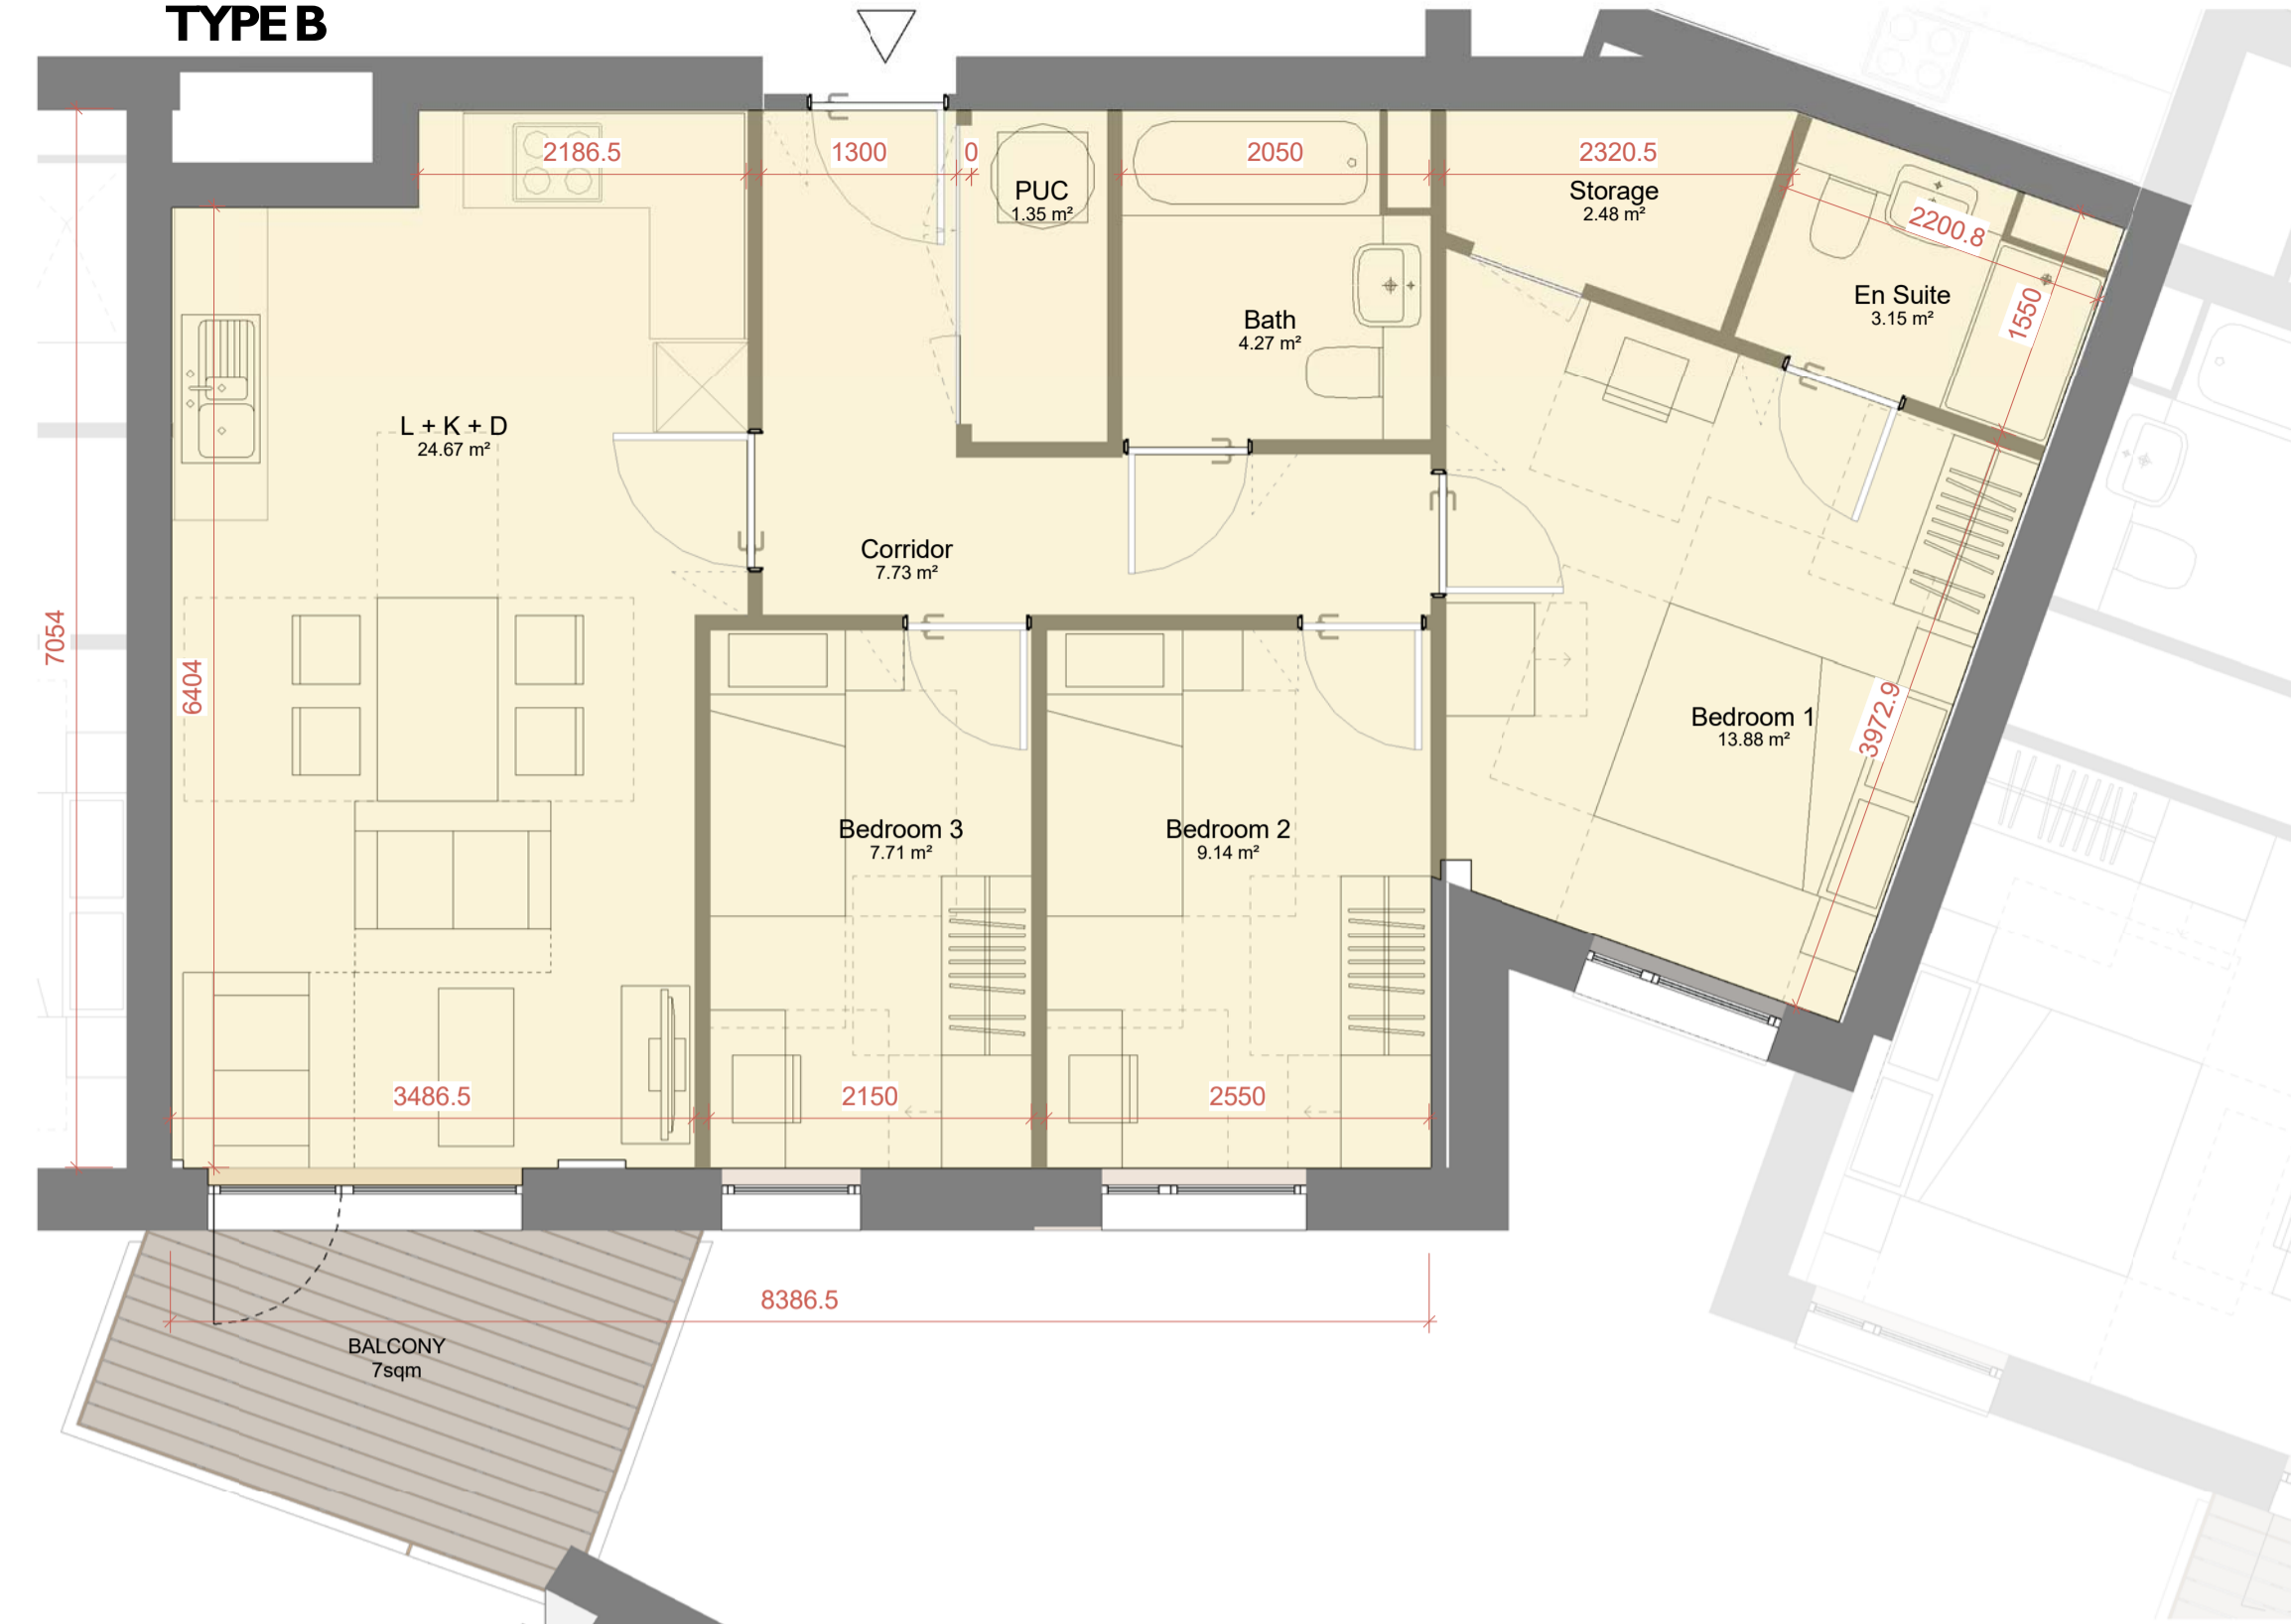 TYPE B
2186.5
1300
0
2050
2320.5
PUC
1.35 m²
Storage
2.48 m²
2200.8
En Suite
3.15 m²
1550
Bath
4.27 m²
L + K + D
24.67 m²
Corridor
7.73 m²
7054
6404
Bedroom 1
13.88 m²
3972.9
Bedroom 3
7.71 m²
Bedroom 2
9.14 m²
3486.5
2150
2550
8386.5
BALCONY
7sqm